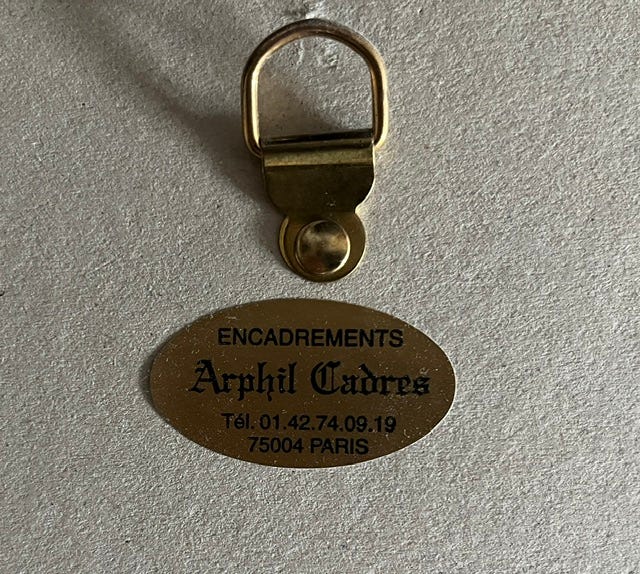 ENCADREMENTS
Arphil Cadres
Tél. 01.42.74.09.19
75004 PARIS